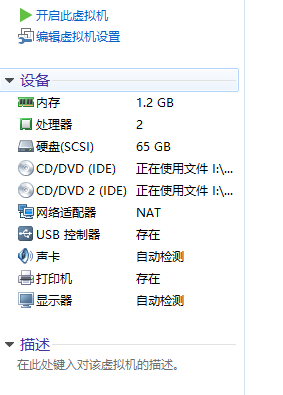 开启此虚拟机
编辑虚拟机设置
设备
内存 1.2 GB
处理器 2
硬盘(SCSI) 65 GB
CD/DVD (IDE) 正在使用文件 I:\...
CD/DVD 2 (IDE) 正在使用文件 I:\...
网络适配器 NAT
USB 控制器 存在
声卡 自动检测
打印机 存在
显示器 自动检测
描述
在此处键入对该虚拟机的描述。